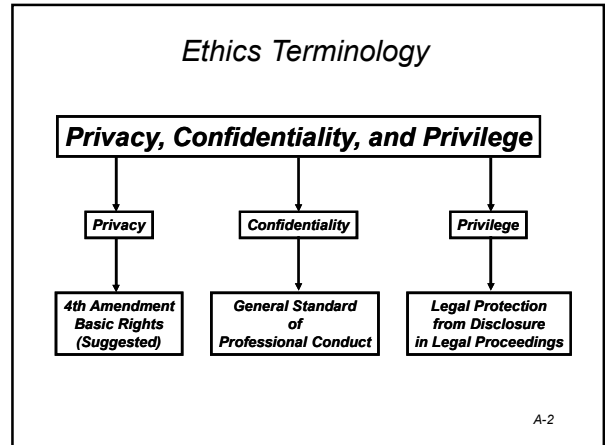 Ethics Terminology
Privacy, Confidentiality, and Privilege
Privacy
Confidentiality
Privilege
4th Amendment
Basic Rights
(Suggested)
General Standard
of
Professional Conduct
Legal Protection
from Disclosure
in Legal Proceedings
A-2